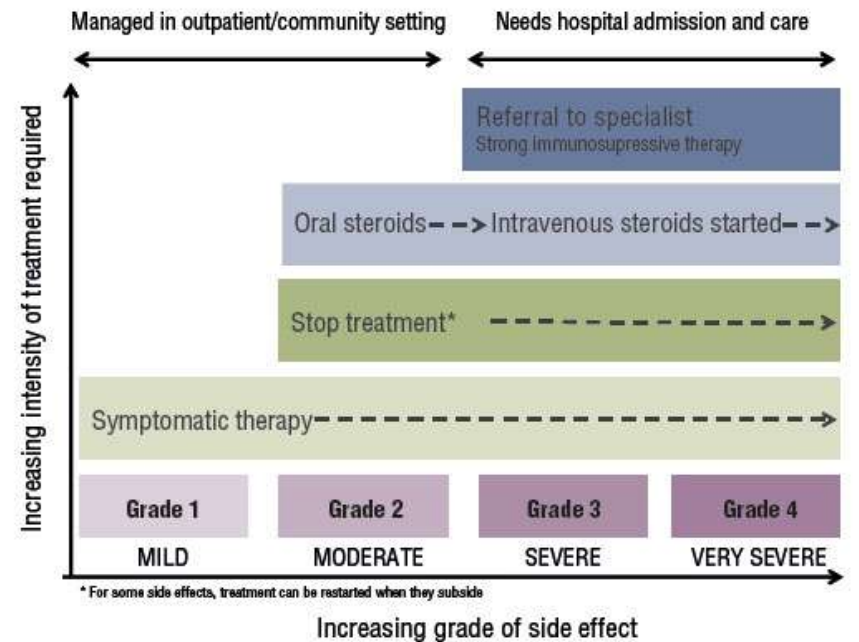 Managed in outpatient/community setting
Needs hospital admission and care
Increasing intensity of treatment required
Referral to specialist
Strong immunosupressive therapy
Oral steroids
Intravenous steroids started
Stop treatment*
Symptomatic therapy
Grade 1
Grade 2
Grade 3
Grade 4
MILD
MODERATE
SEVERE
VERY SEVERE
* For some side effects, treatment can be restarted when they subside
Increasing grade of side effect